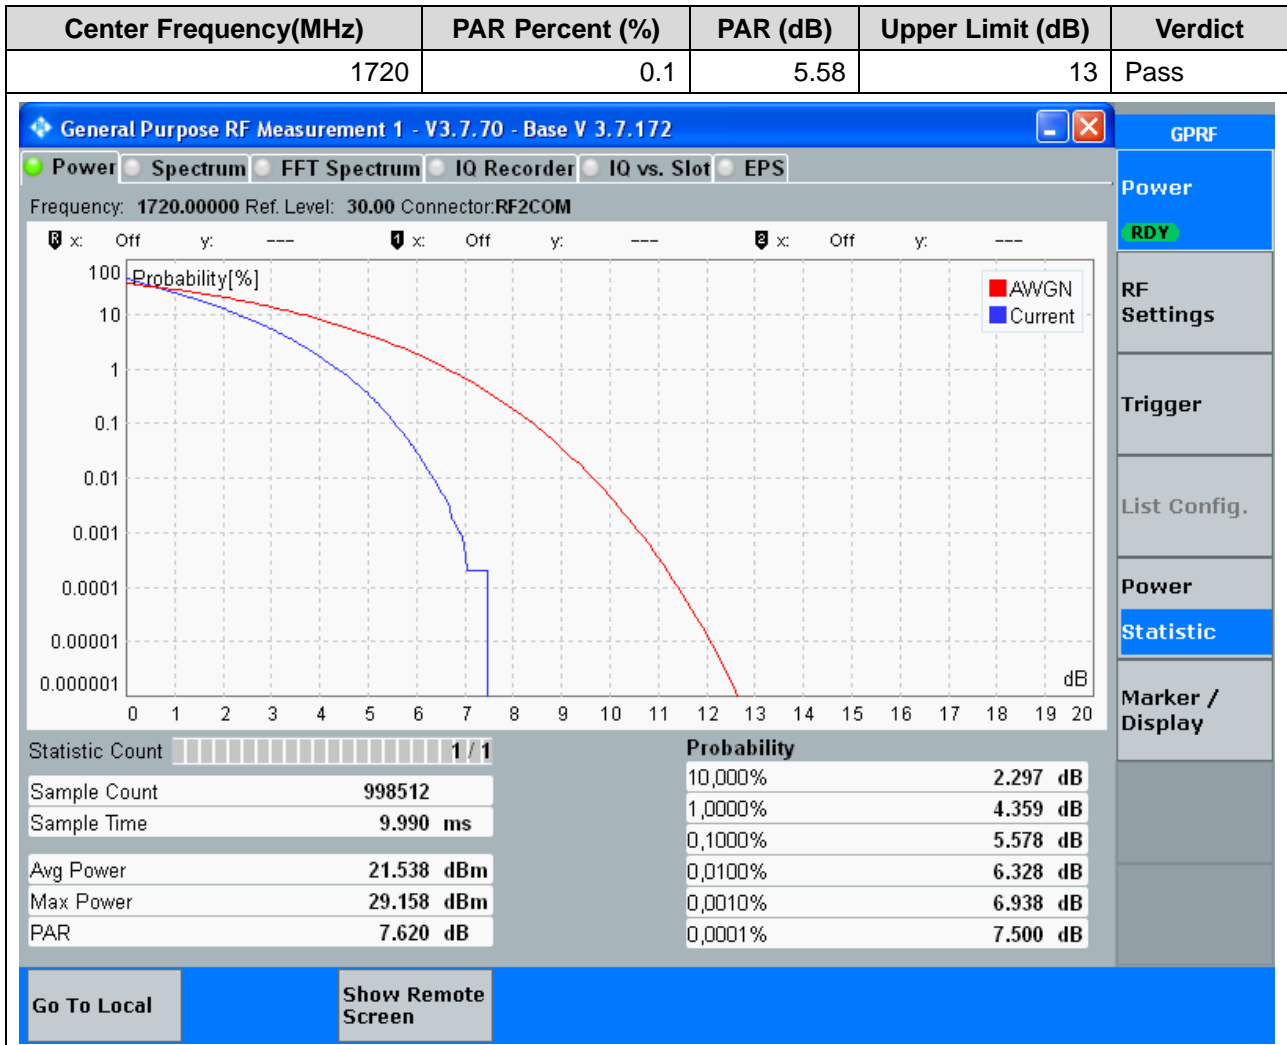 Center Frequency(MHz) PAR Percent (%) PAR (dB) Upper Limit (dB) Verdict
1720 0.1 5.58 13 Pass
General Purpose RF Measurement 1 - V3.7.70 - Base V 3.7.172
GPRF
Power Spectrum FFT Spectrum IQ Recorder IQ vs. Slot EPS
Frequency: 1720.00000 Ref. Level: 30.00 Connector:RF2COM
R x: Off y: --- 1 x: Off y: --- 2 x: Off y: ---
Probability[%]
AWGN
Current
100
10
1
0.1
0.01
0.001
0.0001
0.00001
0.000001
dB
0 1 2 3 4 5 6 7 8 9 10 11 12 13 14 15 16 17 18 19 20
Statistic Count 1 / 1
Sample Count 998512
Sample Time 9.990 ms
Avg Power 21.538 dBm
Max Power 29.158 dBm
PAR 7.620 dB
Probability
10,000% 2.297 dB
1,0000% 4.359 dB
0,1000% 5.578 dB
0,0100% 6.328 dB
0,0010% 6.938 dB
0,0001% 7.500 dB
Power
RDY
RF
Settings
Trigger
List Config.
Power
Statistic
Marker /
Display
Go To Local
Show Remote
Screen